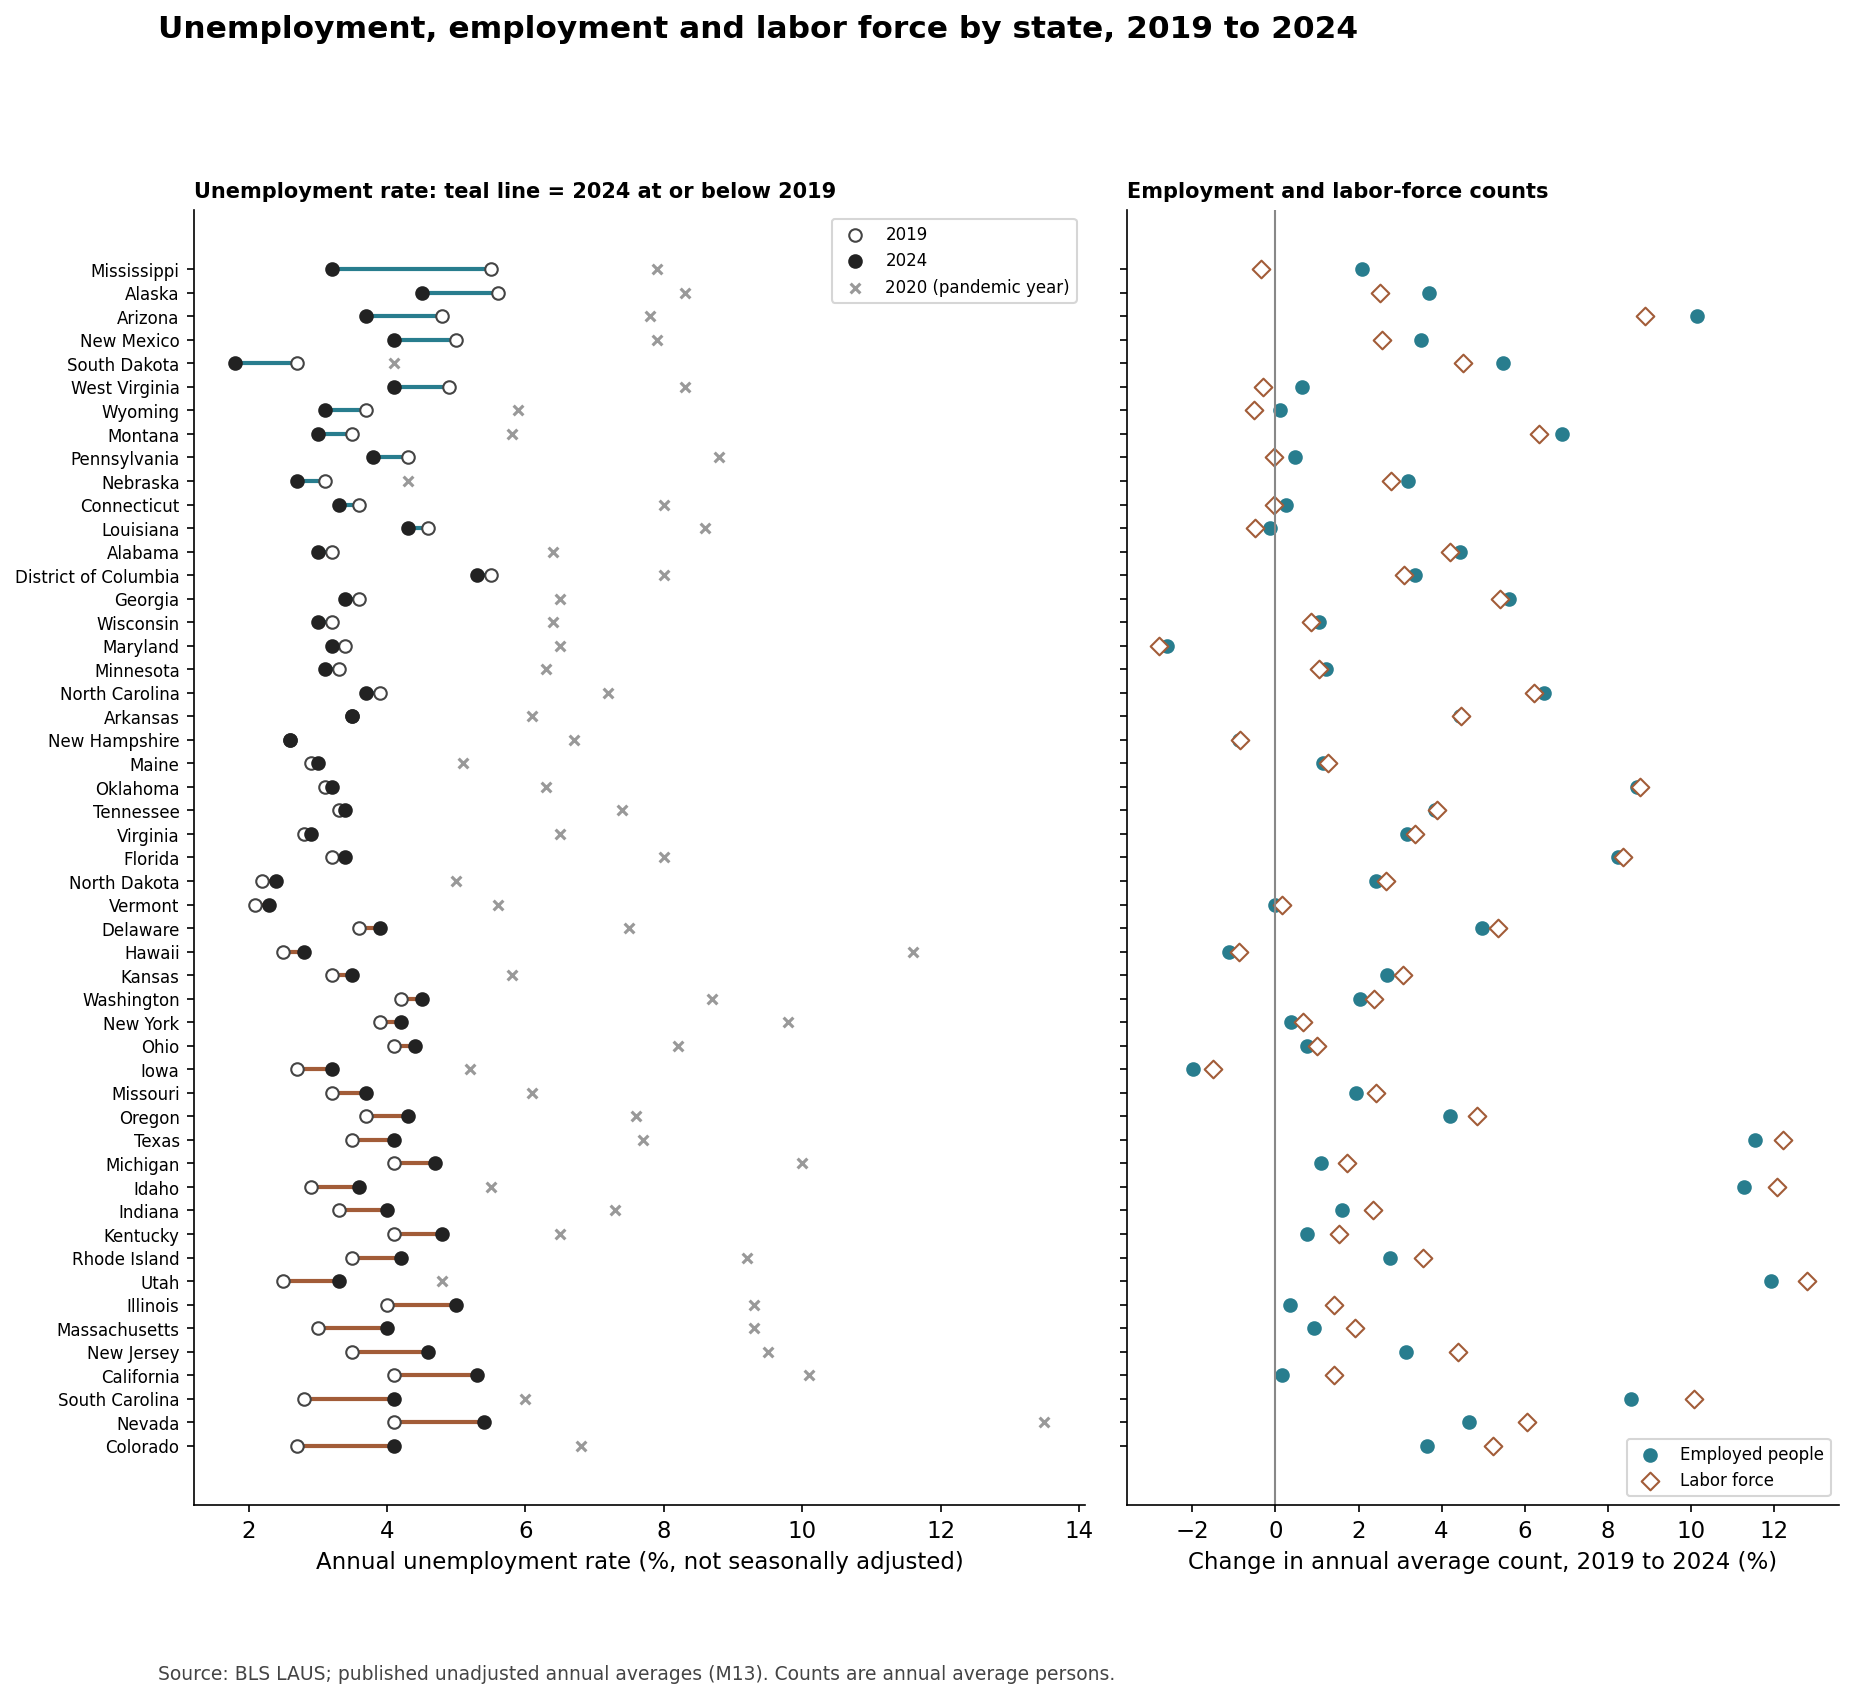 Unemployment, employment and labor force by state, 2019 to 2024
Unemployment rate: teal line = 2024 at or below 2019
2019
2024
2020 (pandemic year)
Mississippi
Alaska
Arizona
New Mexico
South Dakota
West Virginia
Wyoming
Montana
Pennsylvania
Nebraska
Connecticut
Louisiana
Alabama
District of Columbia
Georgia
Wisconsin
Maryland
Minnesota
North Carolina
Arkansas
New Hampshire
Maine
Oklahoma
Tennessee
Virginia
Florida
North Dakota
Vermont
Delaware
Hawaii
Kansas
Washington
New York
Ohio
Iowa
Missouri
Oregon
Texas
Michigan
Idaho
Indiana
Kentucky
Rhode Island
Utah
Illinois
Massachusetts
New Jersey
California
South Carolina
Nevada
Colorado
2 4 6 8 10 12 14
Annual unemployment rate (%, not seasonally adjusted)
Employment and labor-force counts
Employed people
Labor force
−2 0 2 4 6 8 10 12
Change in annual average count, 2019 to 2024 (%)
Source: BLS LAUS; published unadjusted annual averages (M13). Counts are annual average persons.